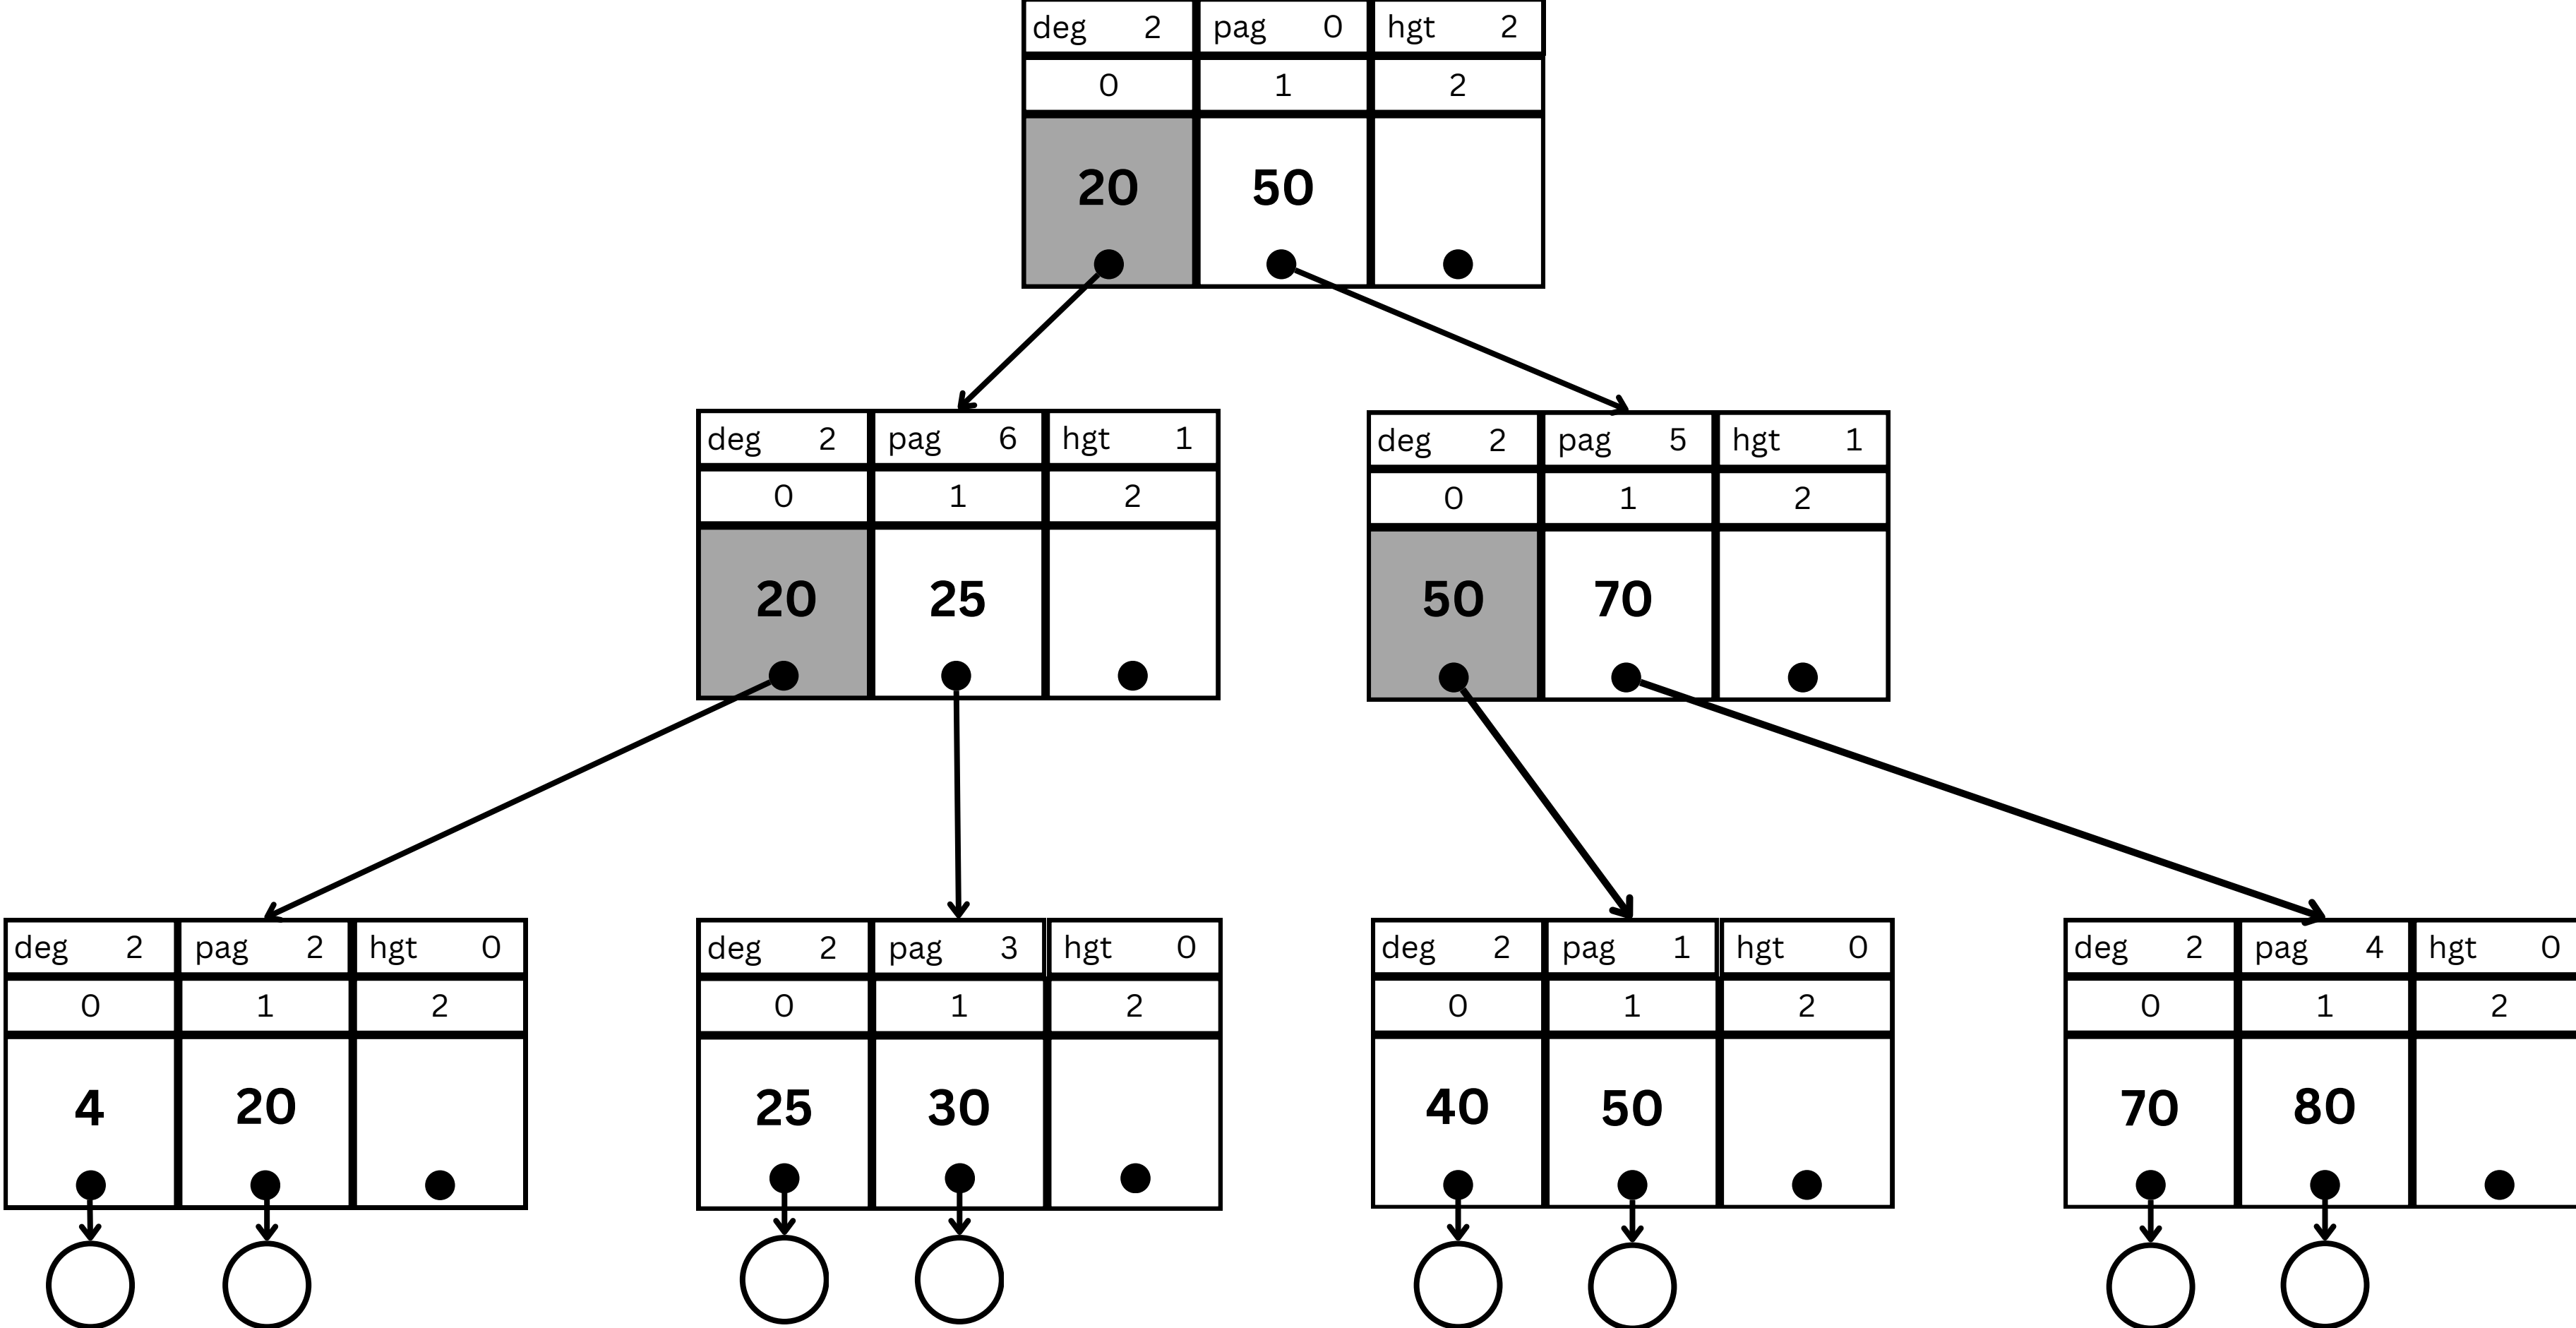 deg 2 pag 0 hgt 2
0 1 2
20 50
deg 2 pag 6 hgt 1
0 1 2
20 25
deg 2 pag 5 hgt 1
0 1 2
50 70
deg 2 pag 2 hgt 0
0 1 2
4 20
deg 2 pag 3 hgt 0
0 1 2
25 30
deg 2 pag 1 hgt 0
0 1 2
40 50
deg 2 pag 4 hgt 0
0 1 2
70 80